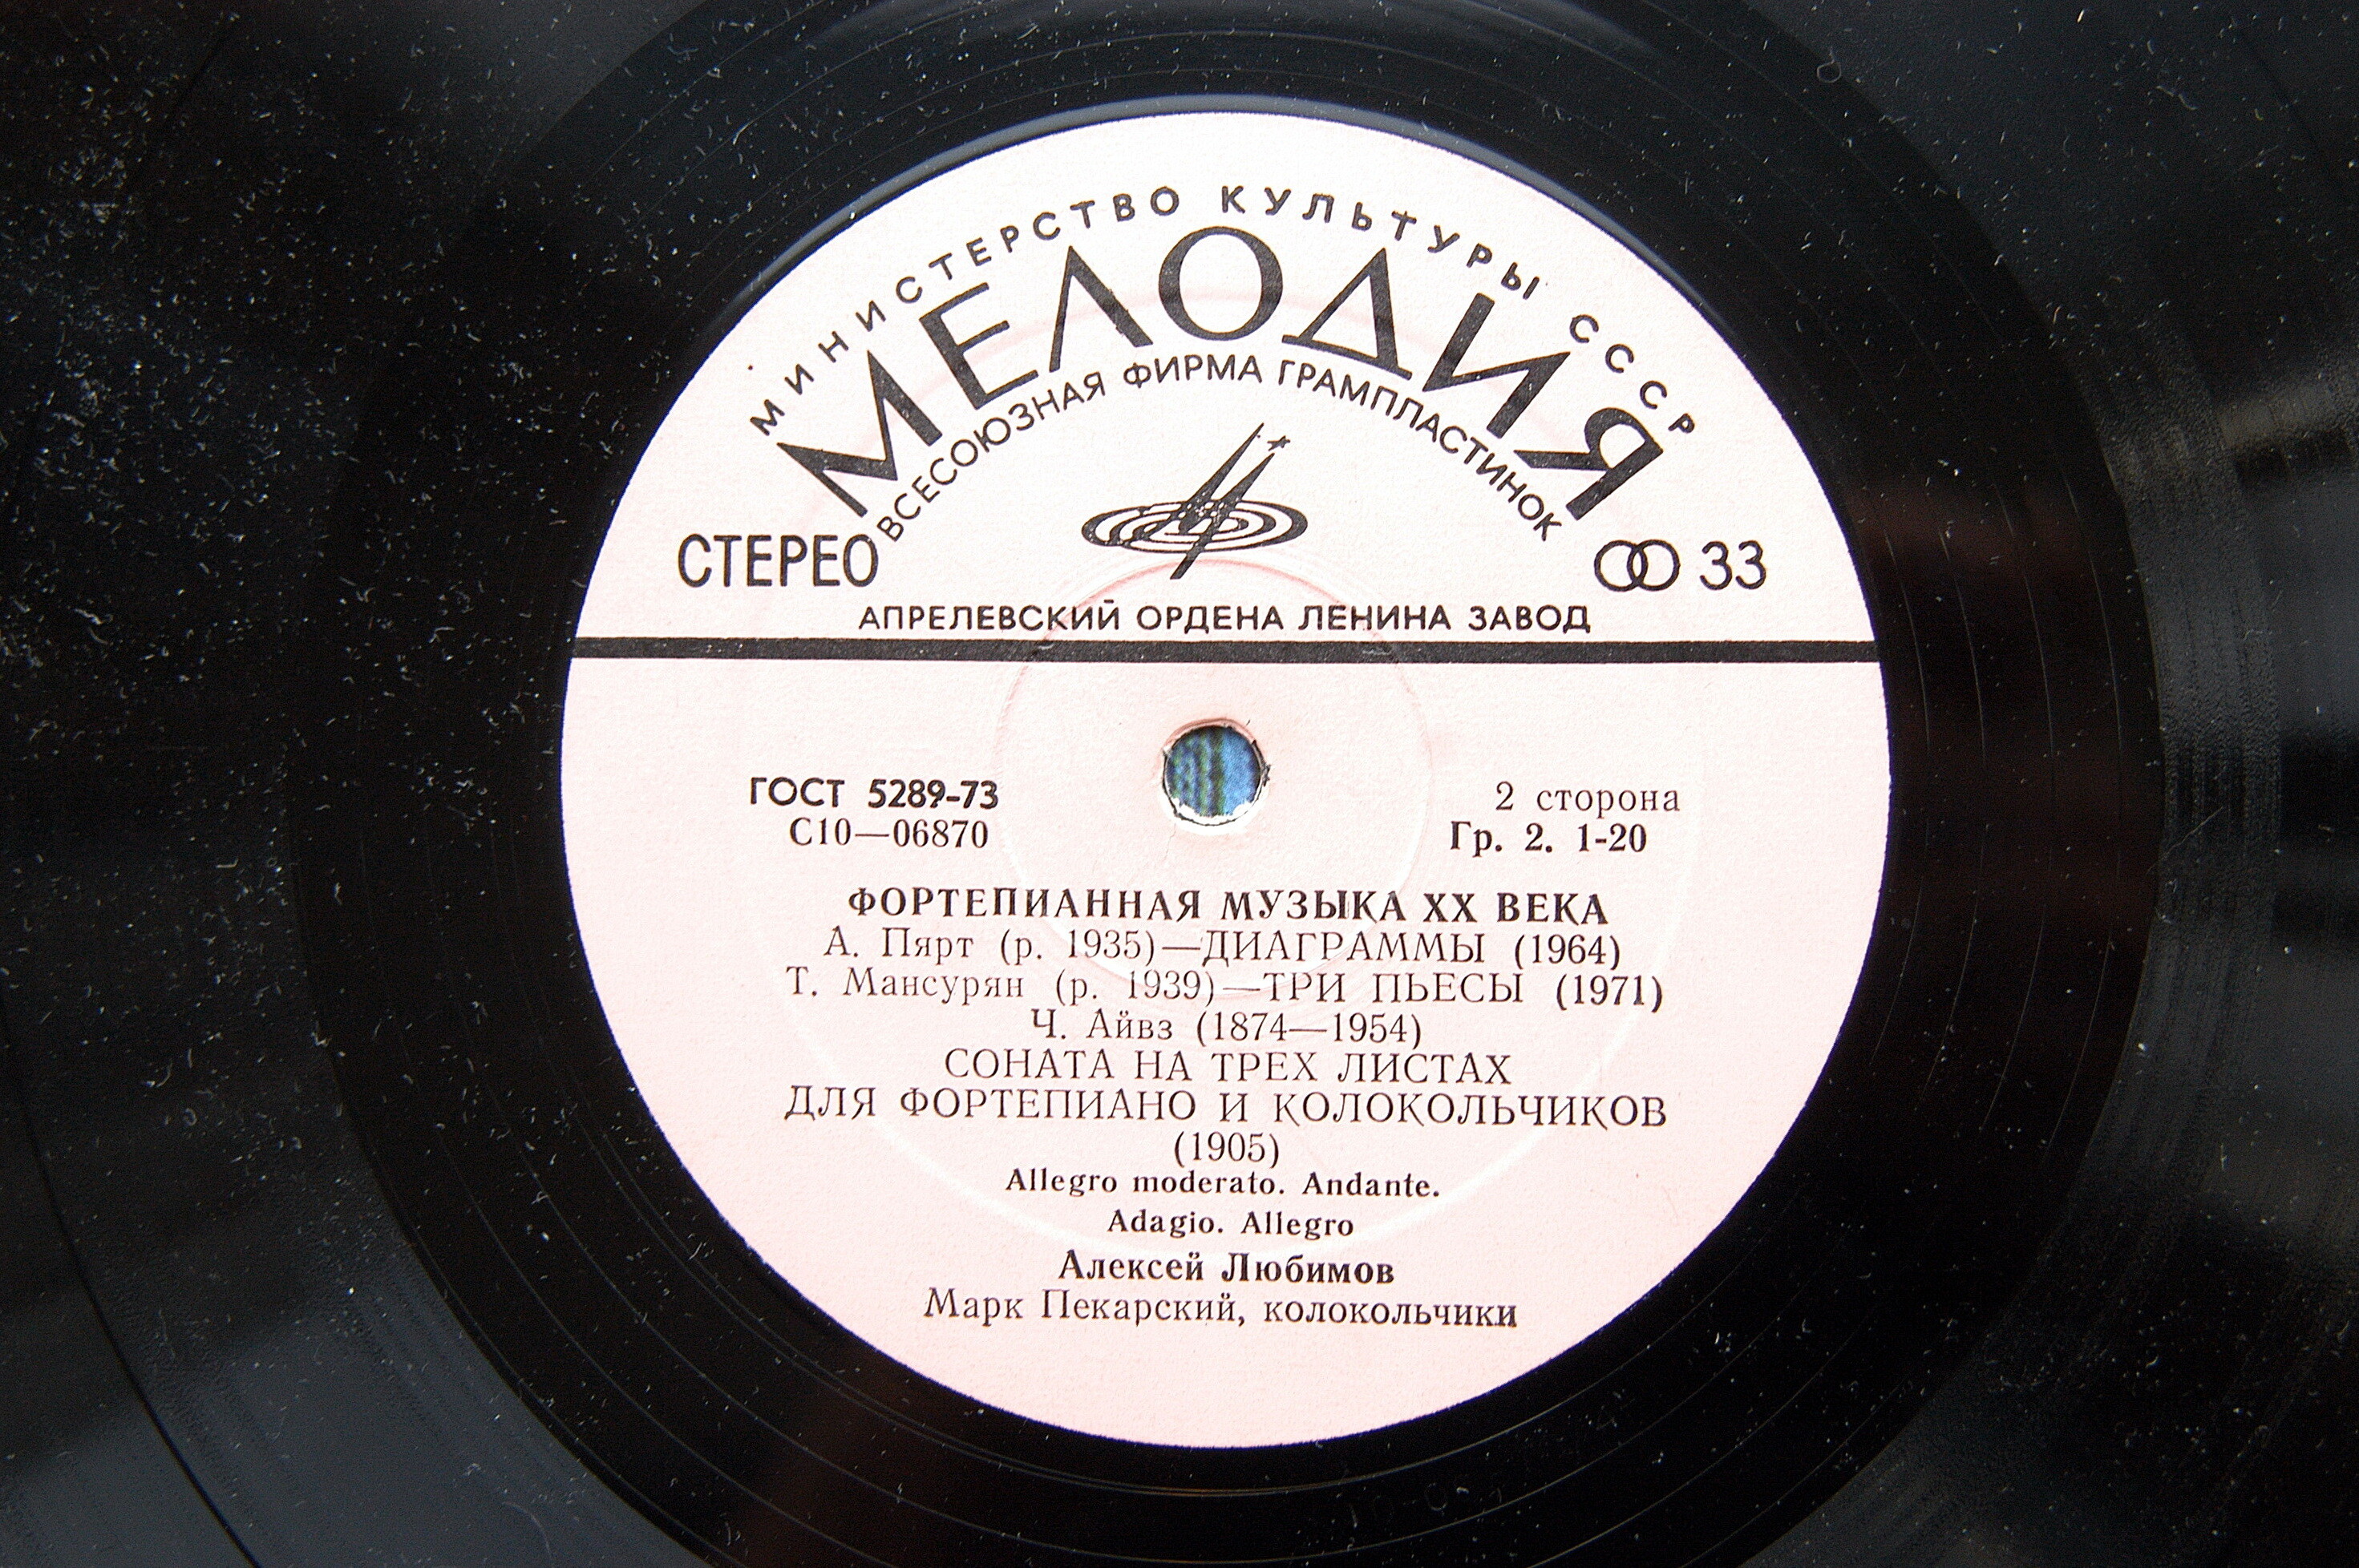 МИНИСТЕРСТВО КУЛЬТУРЫ СССР
МЕЛОДИЯ
ВСЕСОЮЗНАЯ ФИРМА ГРАМПЛАСТИНОК
СТЕРЕО
33
АПРЕЛЕВСКИЙ ОРДЕНА ЛЕНИНА ЗАВОД
ГОСТ 5289-73
С10—06870
2 сторона
Гр. 2. 1-20
ФОРТЕПИАННАЯ МУЗЫКА XX ВЕКА
А. Пярт (р. 1935)—ДИАГРАММЫ (1964)
Т. Мансурян (р. 1939)—ТРИ ПЬЕСЫ (1971)
Ч. Айвз (1874—1954)
СОНАТА НА ТРЕХ ЛИСТАХ
ДЛЯ ФОРТЕПИАНО И КОЛОКОЛЬЧИКОВ
(1905)
Allegro moderato. Andante.
Adagio. Allegro
Алексей Любимов
Марк Пекарский, колокольчики